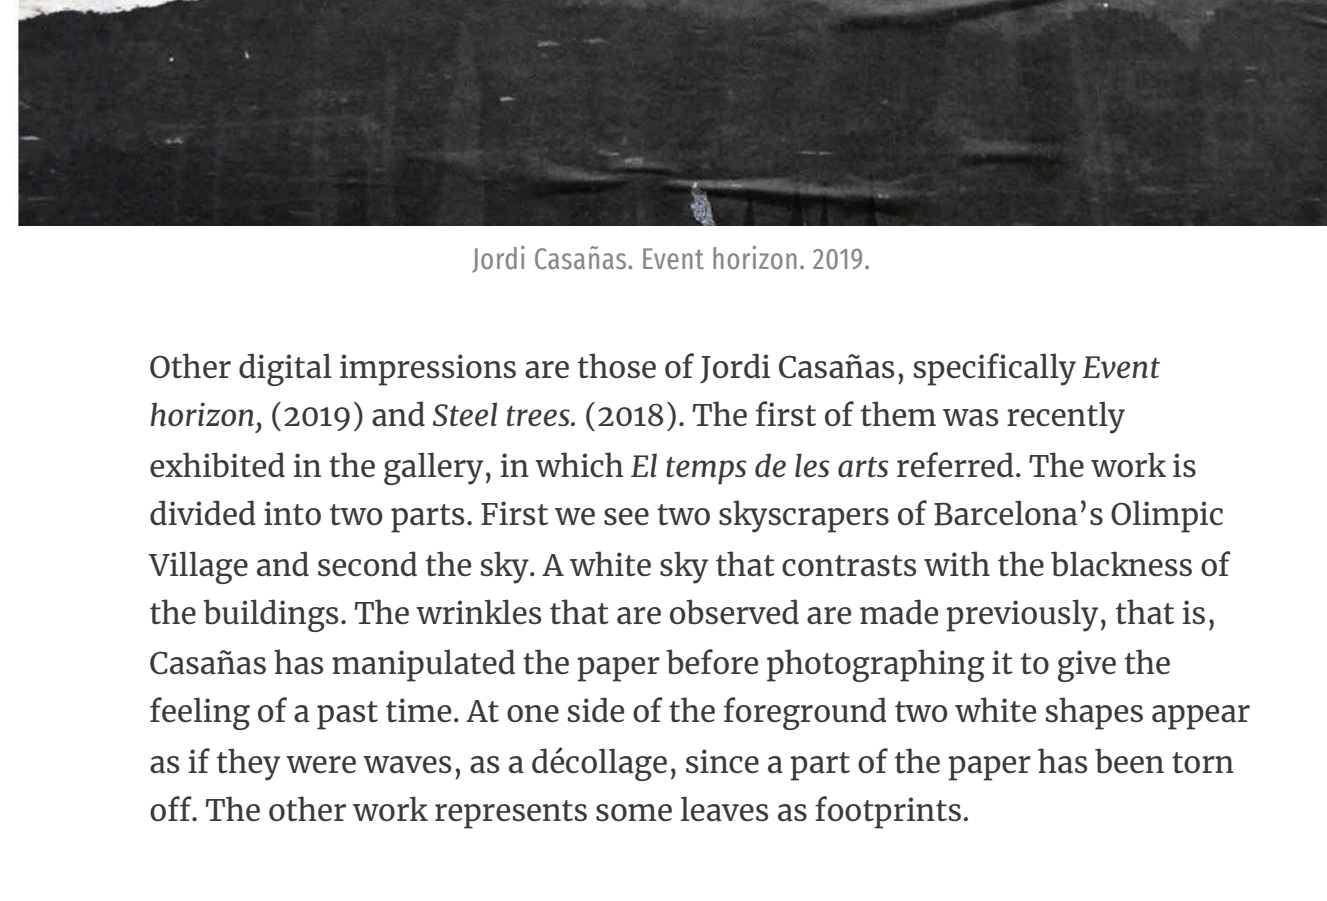 Jordi Casañas. Event horizon. 2019.
Other digital impressions are those of Jordi Casañas, specifically Event
horizon, (2019) and Steel trees. (2018). The first of them was recently
exhibited in the gallery, in which El temps de les arts referred. The work is
divided into two parts. First we see two skyscrapers of Barcelona’s Olimpic
Village and second the sky. A white sky that contrasts with the blackness of
the buildings. The wrinkles that are observed are made previously, that is,
Casañas has manipulated the paper before photographing it to give the
feeling of a past time. At one side of the foreground two white shapes appear
as if they were waves, as a décollage, since a part of the paper has been torn
off. The other work represents some leaves as footprints.